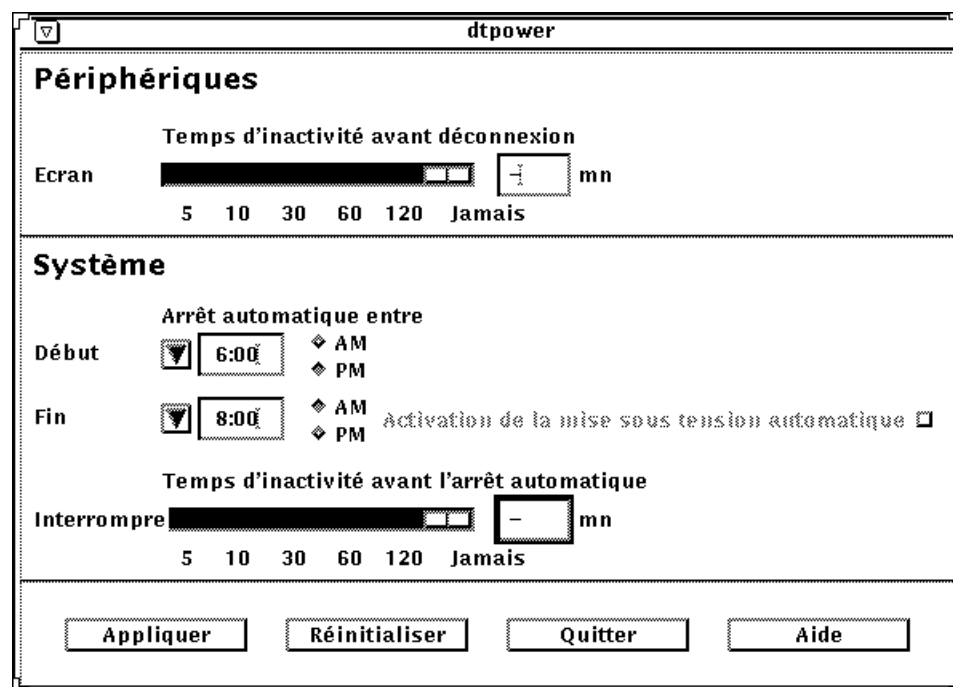 dtpower
Périphériques
Temps d'inactivité avant déconnexion
Ecran – mn
5 10 30 60 120 Jamais
Système
Arrêt automatique entre
Début 6:00 AM
PM
Fin 8:00 AM
PM
Activation de la mise sous tension automatique
Temps d'inactivité avant l'arrêt automatique
Interrompre – mn
5 10 30 60 120 Jamais
Appliquer Réinitialiser Quitter Aide